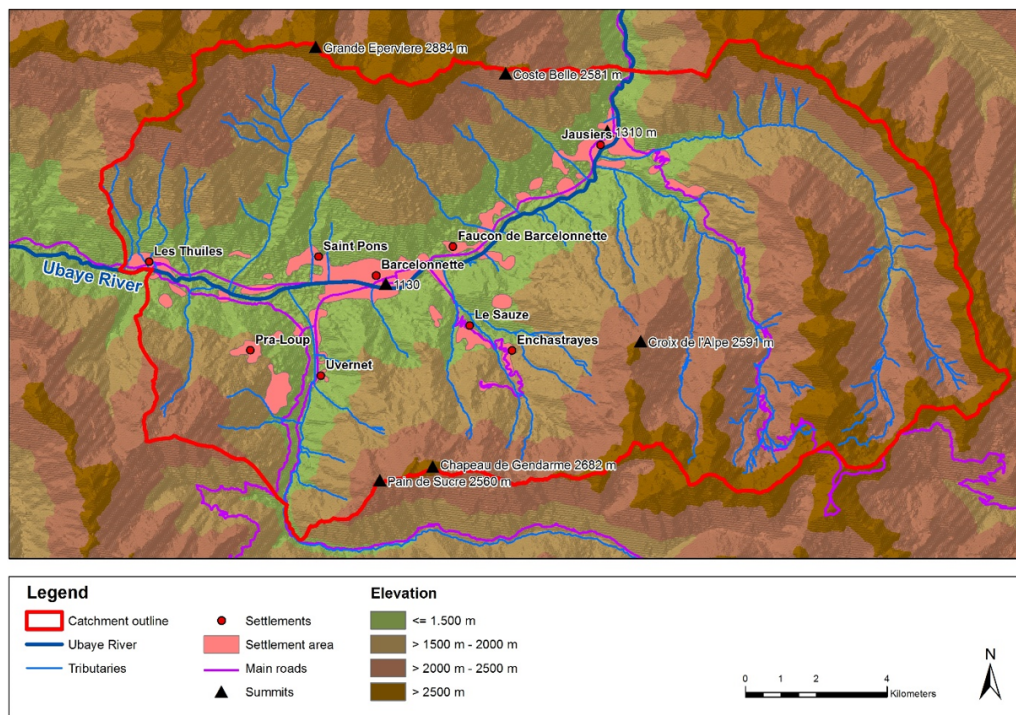 Grande Eperviere 2884 m
Coste Belle 2581 m
Jausiers
1310 m
Faucon de Barcelonnette
Les Thuiles
Saint Pons
Barcelonnette
Ubaye River
1130
Le Sauze
Pra-Loup
Enchastrayes
Croix de l'Alpe 2591 m
Uvernet
Chapeau de Gendarme 2682 m
Pain de Sucre 2560 m
Legend
Catchment outline
Ubaye River
Tributaries
Settlements
Settlement area
Main roads
Summits
Elevation
<= 1.500 m
> 1500 m - 2000 m
> 2000 m - 2500 m
> 2500 m
0 1 2 4
Kilometers
N